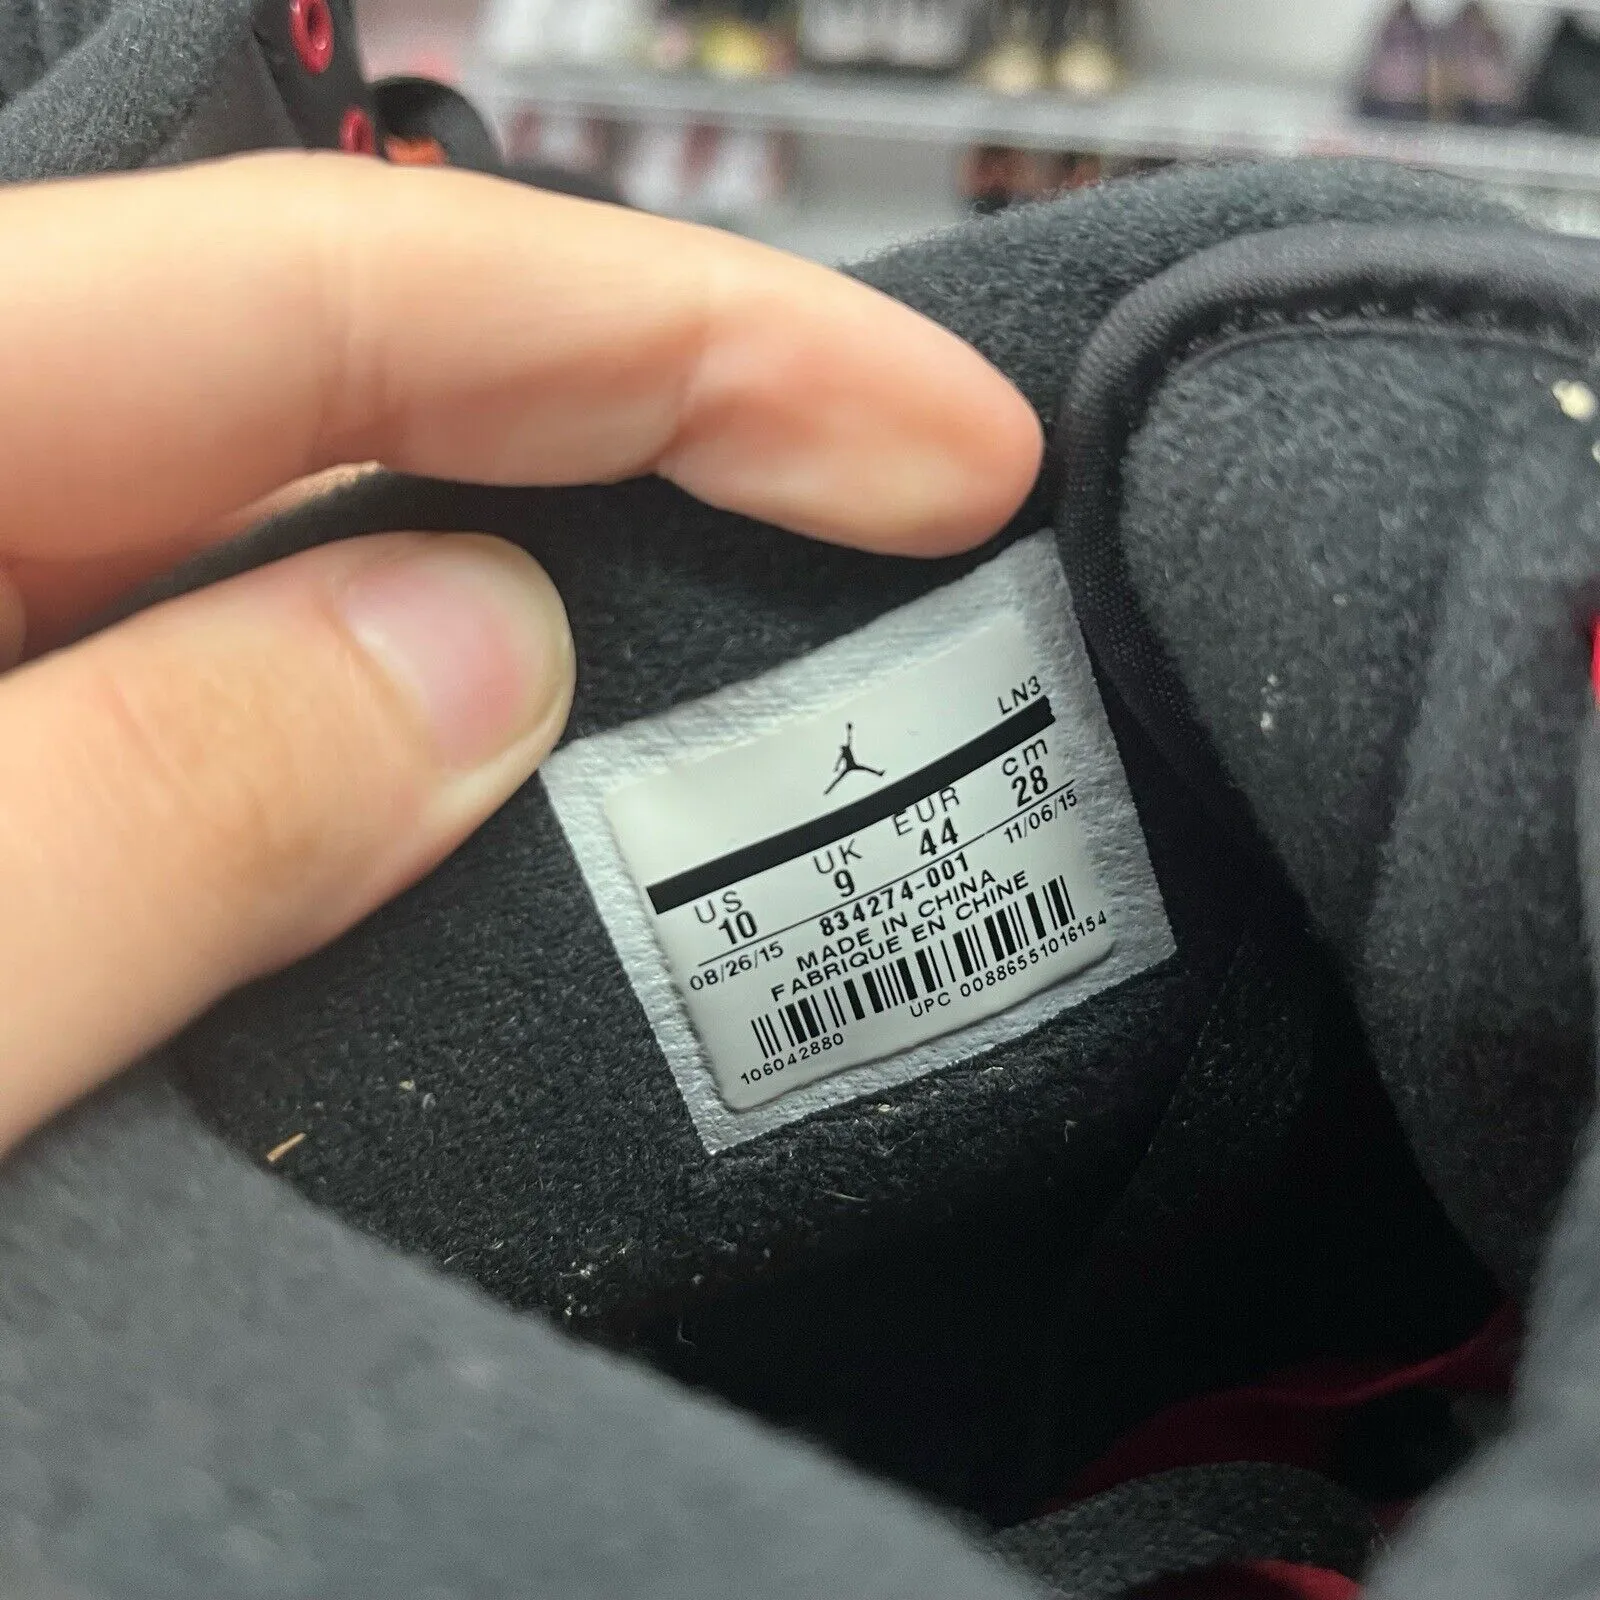 LN3
US UK EUR cm
10 9 44 28
08/26/15 834274-001 11/06/15
MADE IN CHINA
FABRIQUE EN CHINE
106042880 UPC 00886551016154